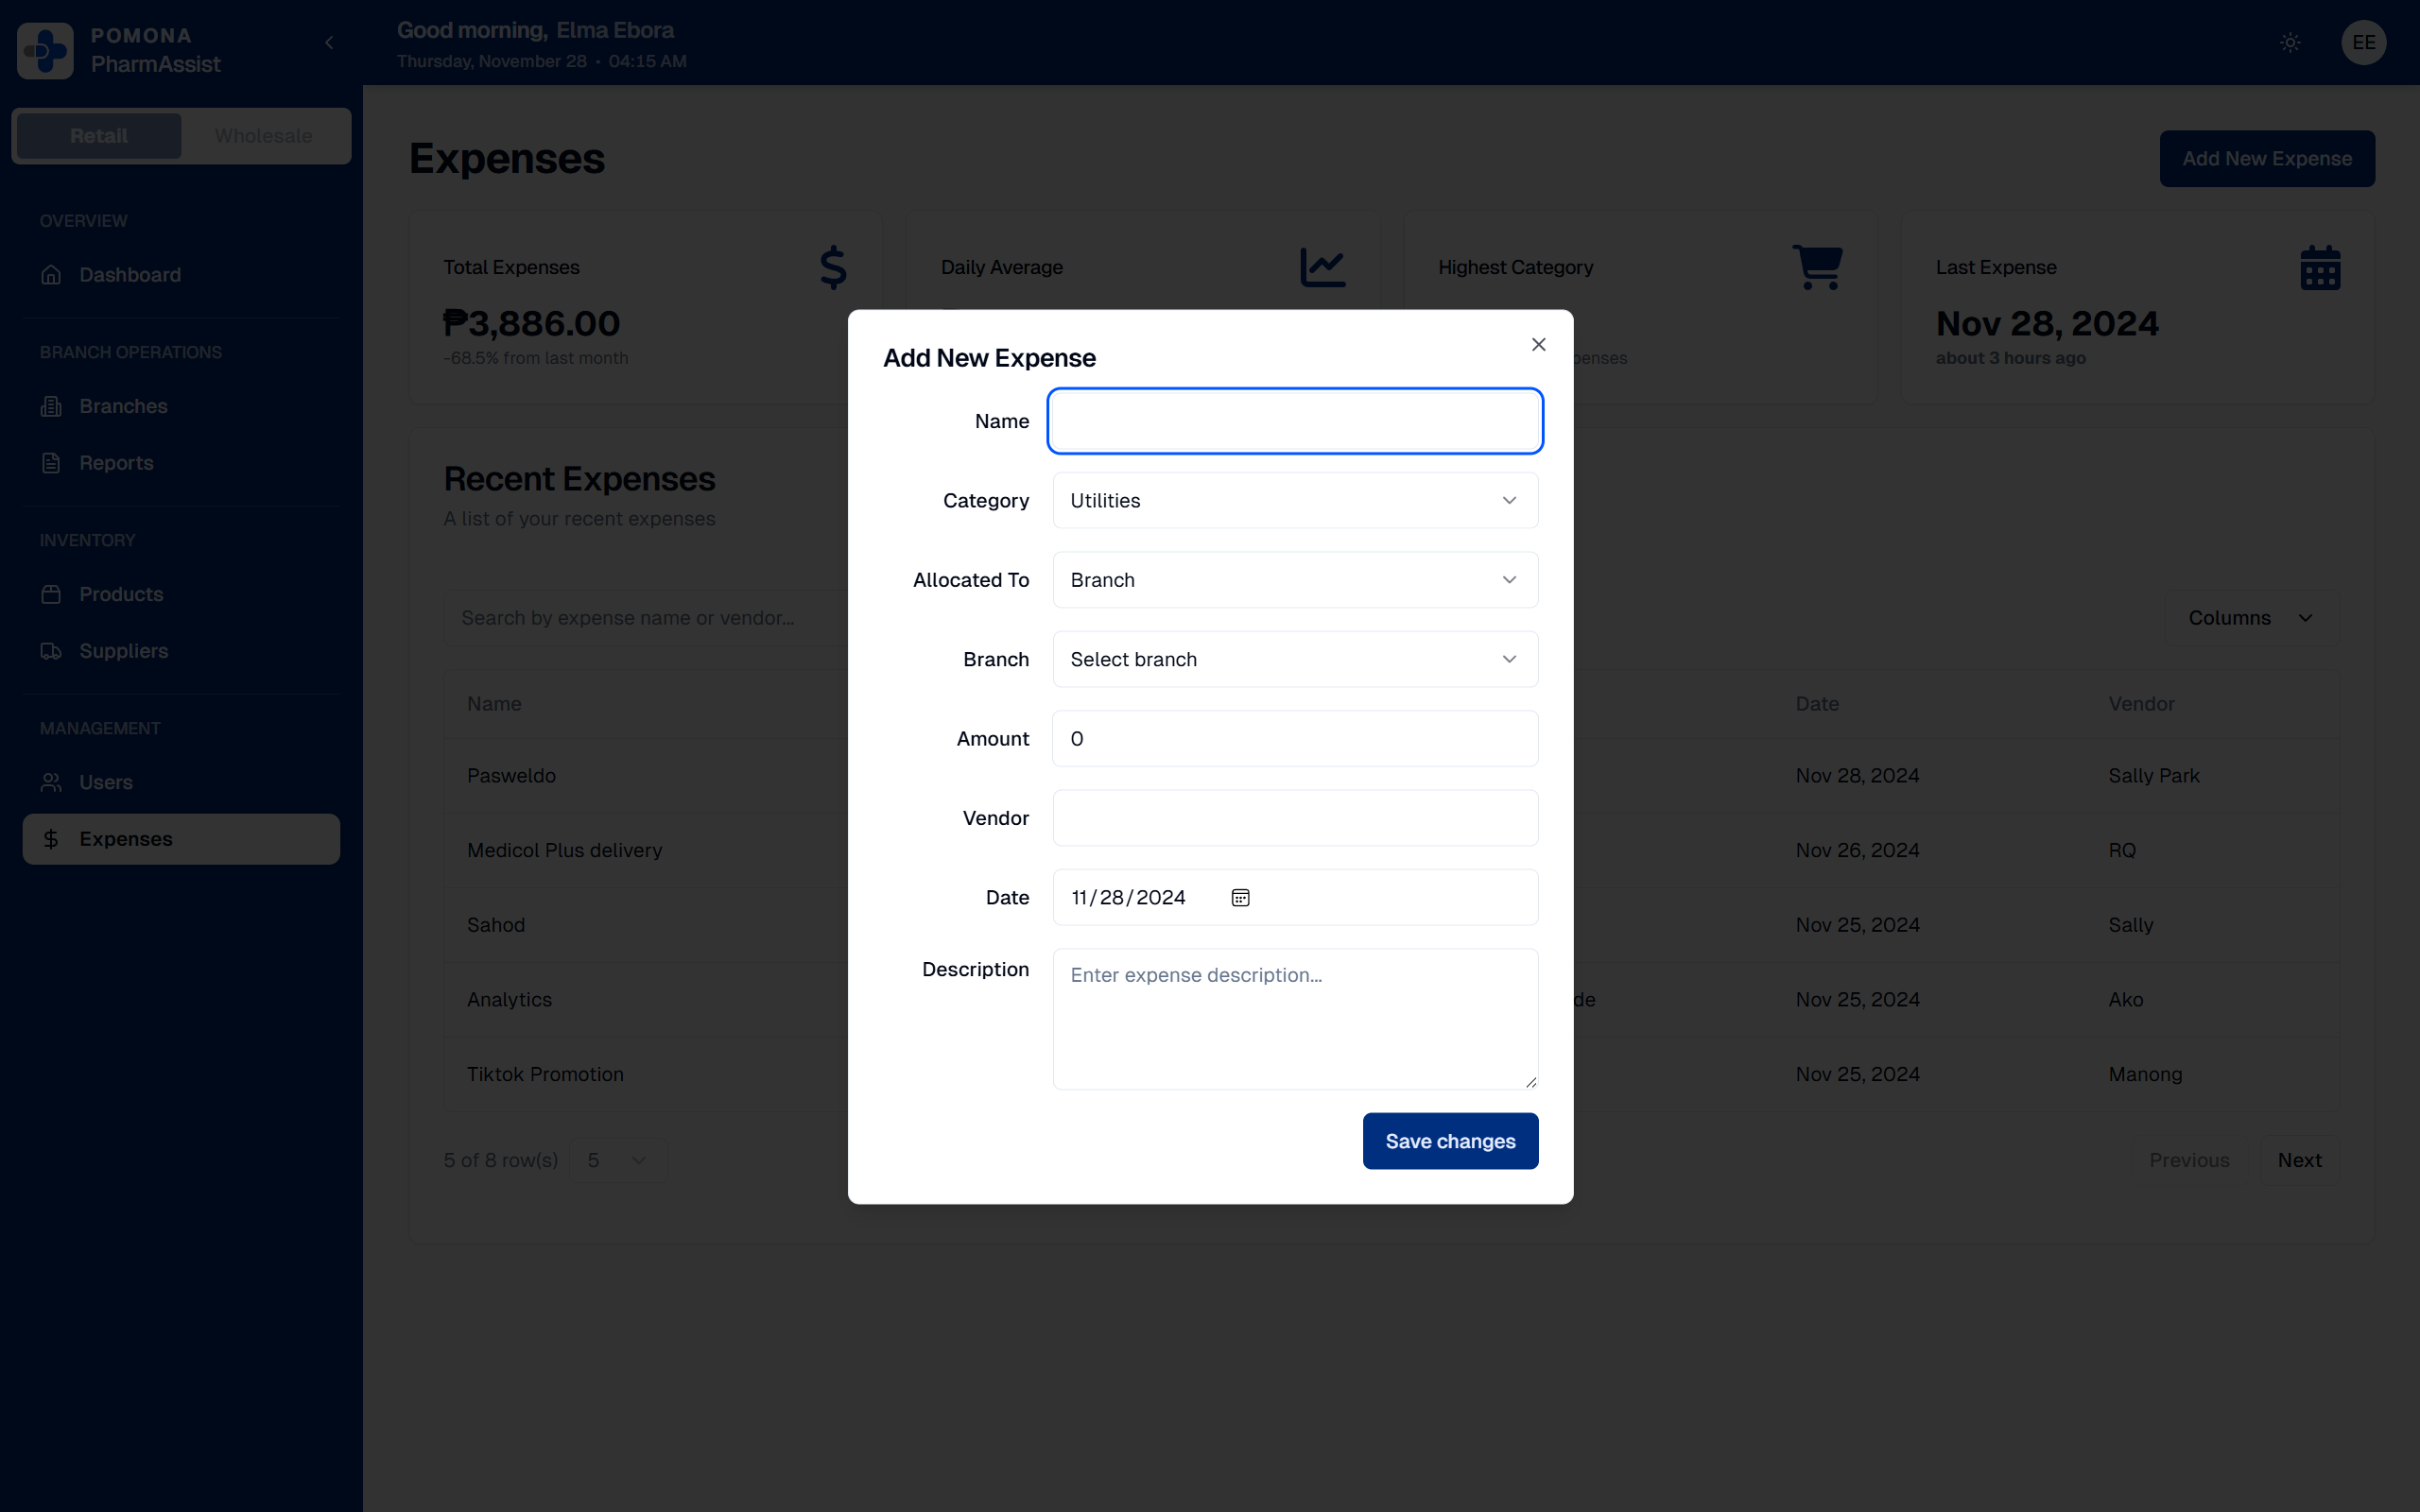 POMONA
PharmAssist
Good morning, Elma Ebora
Thursday, November 28 • 04:15 AM
EE
Retail
Wholesale
OVERVIEW
Dashboard
BRANCH OPERATIONS
Branches
Reports
INVENTORY
Products
Suppliers
MANAGEMENT
Users
Expenses
Expenses
Add New Expense
Total Expenses
₱3,886.00
-68.5% from last month
Daily Average
Highest Category
Last Expense
Nov 28, 2024
about 3 hours ago
Recent Expenses
A list of your recent expenses
Search by expense name or vendor...
Columns
Name
Date
Vendor
Pasweldo
Nov 28, 2024
Sally Park
Medicol Plus delivery
Nov 26, 2024
RQ
Sahod
Nov 25, 2024
Sally
Analytics
Nov 25, 2024
Ako
Tiktok Promotion
Nov 25, 2024
Manong
5 of 8 row(s)
5
Previous
Next
Add New Expense
Name
Category
Utilities
Allocated To
Branch
Branch
Select branch
Amount
0
Vendor
Date
11/28/2024
Description
Enter expense description...
Save changes